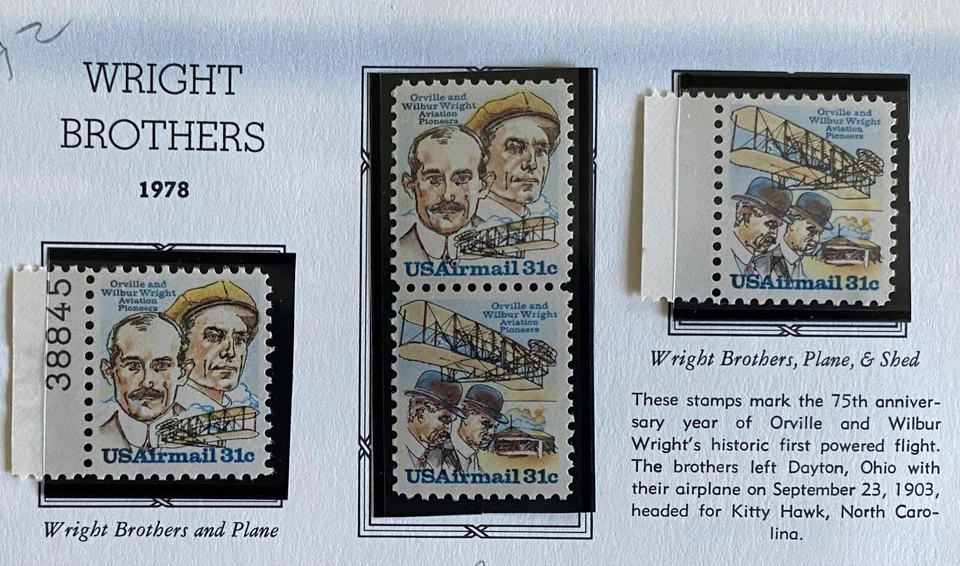 WRIGHT
BROTHERS
1978
38845
Orville and
Wilbur Wright
Aviation
Pioneers
USAirmail 31c
Wright Brothers and Plane
Orville and
Wilbur Wright
Aviation
Pioneers
USAirmail 31c
Orville and
Wilbur Wright
Aviation
Pioneers
USAirmail 31c
Orville and
Wilbur Wright
Aviation
Pioneers
USAirmail 31c
Wright Brothers, Plane, & Shed
These stamps mark the 75th anniver-
sary year of Orville and Wilbur
Wright's historic first powered flight.
The brothers left Dayton, Ohio with
their airplane on September 23, 1903,
headed for Kitty Hawk, North Caro-
lina.